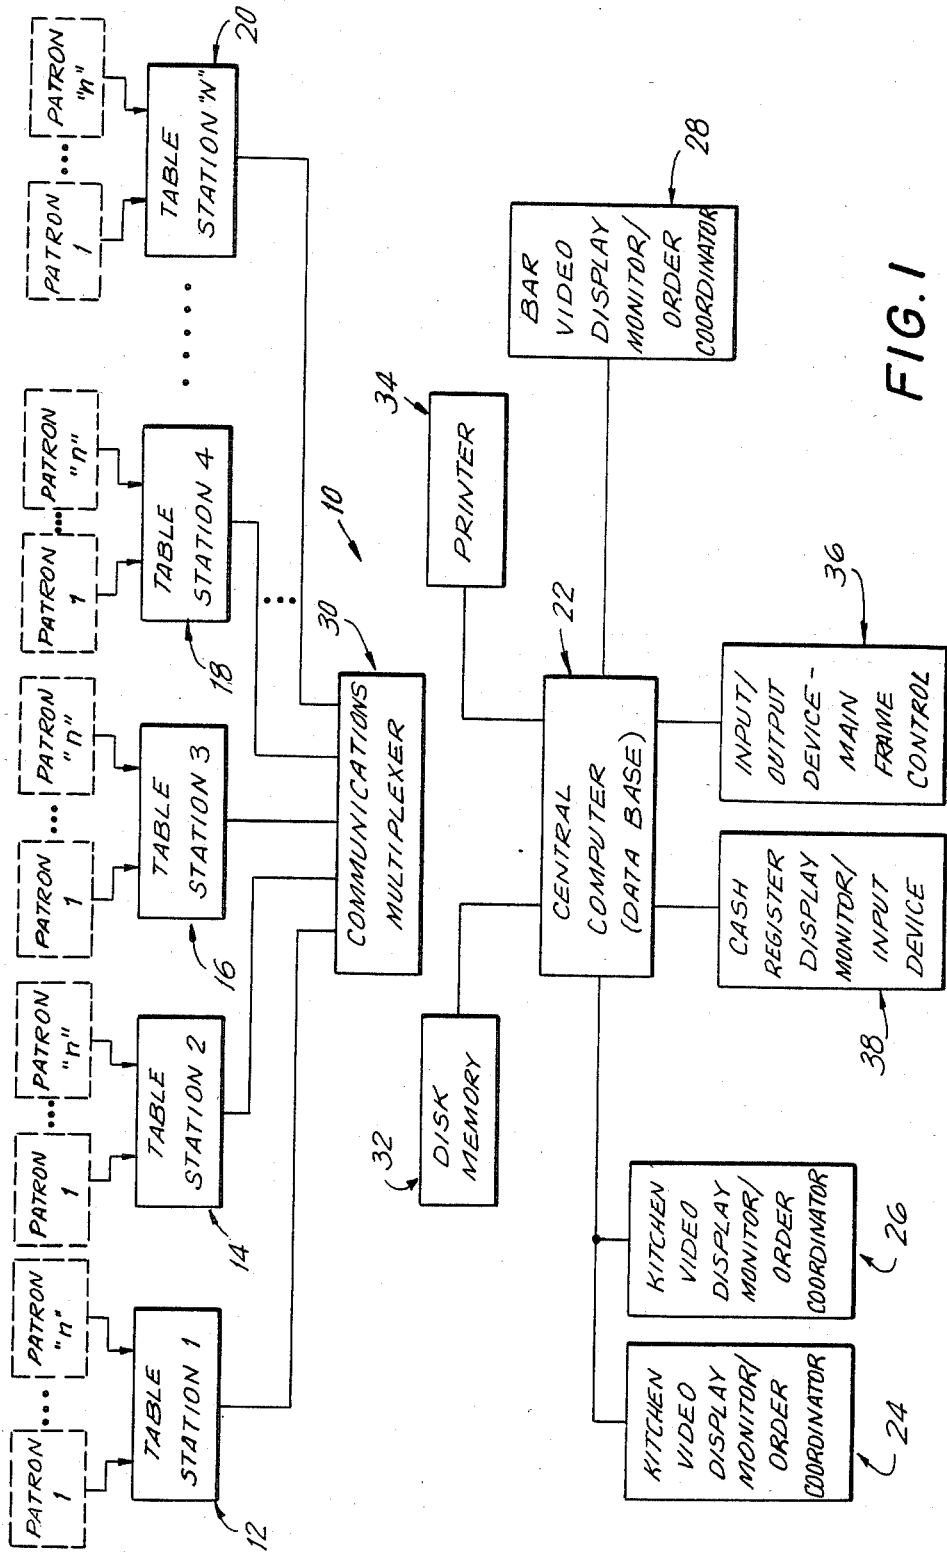 PATRON
1
PATRON
"n"
PATRON
1
PATRON
"n"
PATRON
1
PATRON
"n"
PATRON
1
PATRON
"n"
PATRON
1
PATRON
"n"
TABLE
STATION 1
12
TABLE
STATION 2
14
TABLE
STATION 3
16
TABLE
STATION 4
18
TABLE
STATION "N"
20
COMMUNICATIONS
MULTIPLEXER
30
10
32
DISK
MEMORY
34
PRINTER
CENTRAL
COMPUTER
(DATA BASE)
22
BAR
VIDEO
DISPLAY
MONITOR/
ORDER
COORDINATOR
28
KITCHEN
VIDEO
DISPLAY
MONITOR/
ORDER
COORDINATOR
24
KITCHEN
VIDEO
DISPLAY
MONITOR/
ORDER
COORDINATOR
26
CASH
REGISTER
DISPLAY
MONITOR/
INPUT
DEVICE
38
INPUT/
OUTPUT
DEVICE-
MAIN
FRAME
CONTROL
36
FIG. 1